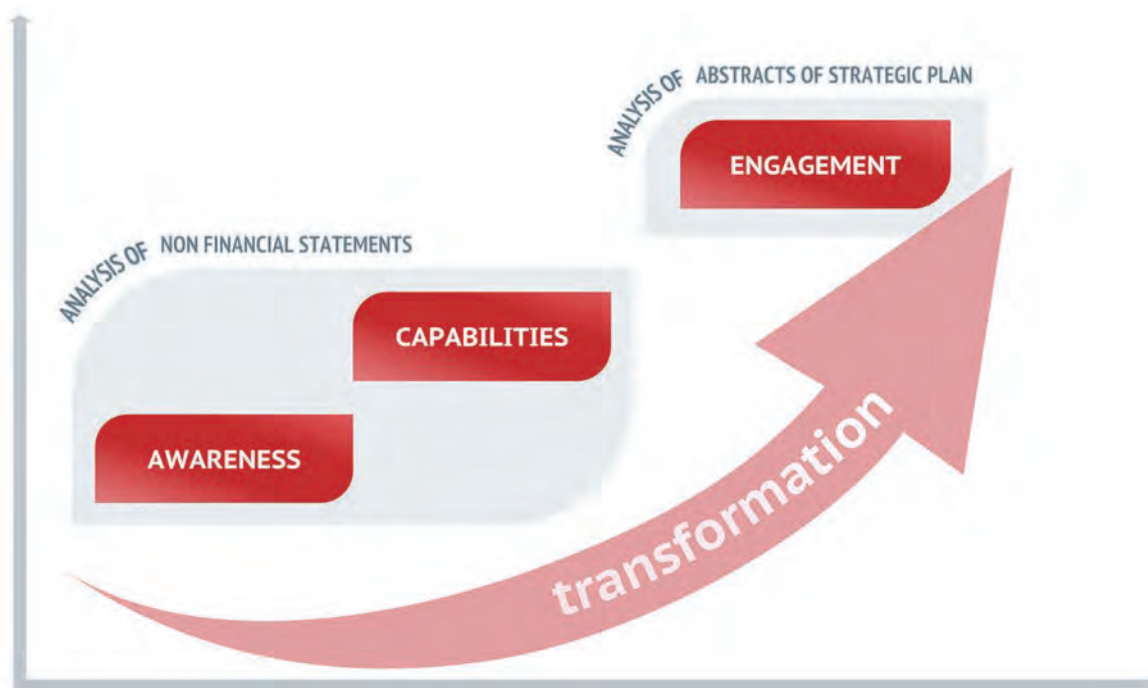 ANALYSIS OF ABSTRACTS OF STRATEGIC PLAN
ENGAGEMENT
ANALYSIS OF NON FINANCIAL STATEMENTS
CAPABILITIES
AWARENESS
transformation